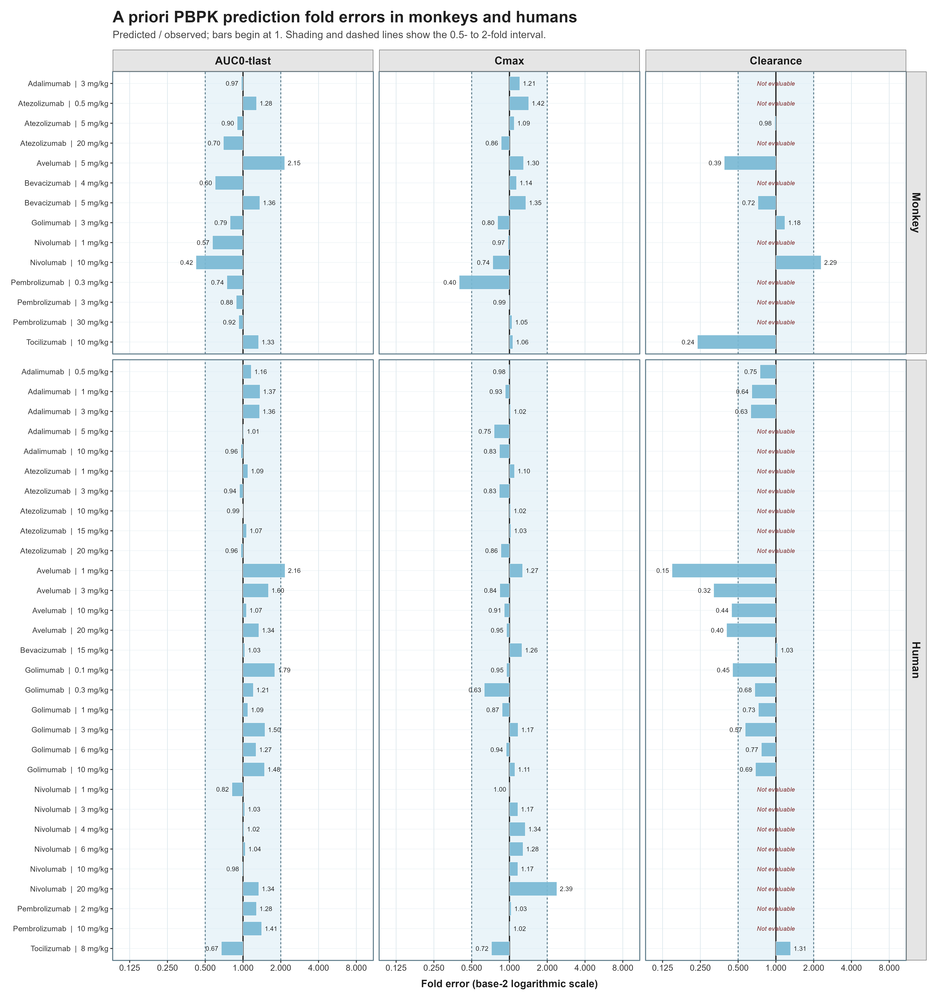 A priori PBPK prediction fold errors in monkeys and humans
Predicted / observed; bars begin at 1. Shading and dashed lines show the 0.5- to 2-fold interval.
AUC0-tlast Cmax Clearance
Adalimumab | 3 mg/kg 0.97 1.21 Not evaluable
Atezolizumab | 0.5 mg/kg 1.28 1.42 Not evaluable
Atezolizumab | 5 mg/kg 0.90 1.09 0.98
Atezolizumab | 20 mg/kg 0.70 0.86 Not evaluable
Avelumab | 5 mg/kg 2.15 1.30 0.39
Bevacizumab | 4 mg/kg 0.60 1.14 Not evaluable
Bevacizumab | 5 mg/kg 1.36 1.35 0.72
Golimumab | 3 mg/kg 0.79 0.80 1.18
Nivolumab | 1 mg/kg 0.57 0.97 Not evaluable
Nivolumab | 10 mg/kg 0.42 0.74 2.29
Pembrolizumab | 0.3 mg/kg 0.74 0.40 Not evaluable
Pembrolizumab | 3 mg/kg 0.88 0.99 Not evaluable
Pembrolizumab | 30 mg/kg 0.92 1.05 Not evaluable
Tocilizumab | 10 mg/kg 1.33 1.06 0.24
Monkey
Adalimumab | 0.5 mg/kg 1.16 0.98 0.75
Adalimumab | 1 mg/kg 1.37 0.93 0.64
Adalimumab | 3 mg/kg 1.36 1.02 0.63
Adalimumab | 5 mg/kg 1.01 0.75 Not evaluable
Adalimumab | 10 mg/kg 0.96 0.83 Not evaluable
Atezolizumab | 1 mg/kg 1.09 1.10 Not evaluable
Atezolizumab | 3 mg/kg 0.94 0.83 Not evaluable
Atezolizumab | 10 mg/kg 0.99 1.02 Not evaluable
Atezolizumab | 15 mg/kg 1.07 1.03 Not evaluable
Atezolizumab | 20 mg/kg 0.96 0.86 Not evaluable
Avelumab | 1 mg/kg 2.16 1.27 0.15
Avelumab | 3 mg/kg 1.60 0.84 0.32
Avelumab | 10 mg/kg 1.07 0.91 0.44
Avelumab | 20 mg/kg 1.34 0.95 0.40
Bevacizumab | 15 mg/kg 1.03 1.26 1.03
Golimumab | 0.1 mg/kg 1.79 0.95 0.45
Golimumab | 0.3 mg/kg 1.21 0.63 0.68
Golimumab | 1 mg/kg 1.09 0.87 0.73
Golimumab | 3 mg/kg 1.50 1.17 0.57
Golimumab | 6 mg/kg 1.27 0.94 0.77
Golimumab | 10 mg/kg 1.48 1.11 0.69
Nivolumab | 1 mg/kg 0.82 1.00 Not evaluable
Nivolumab | 3 mg/kg 1.03 1.17 Not evaluable
Nivolumab | 4 mg/kg 1.02 1.34 Not evaluable
Nivolumab | 6 mg/kg 1.04 1.28 Not evaluable
Nivolumab | 10 mg/kg 0.98 1.17 Not evaluable
Nivolumab | 20 mg/kg 1.34 2.39 Not evaluable
Pembrolizumab | 2 mg/kg 1.28 1.03 Not evaluable
Pembrolizumab | 10 mg/kg 1.41 1.02 Not evaluable
Tocilizumab | 8 mg/kg 0.67 0.72 1.31
Human
0.125 0.250 0.500 1.000 2.000 4.000 8.000 0.125 0.250 0.500 1.000 2.000 4.000 8.000 0.125 0.250 0.500 1.000 2.000 4.000 8.000
Fold error (base-2 logarithmic scale)